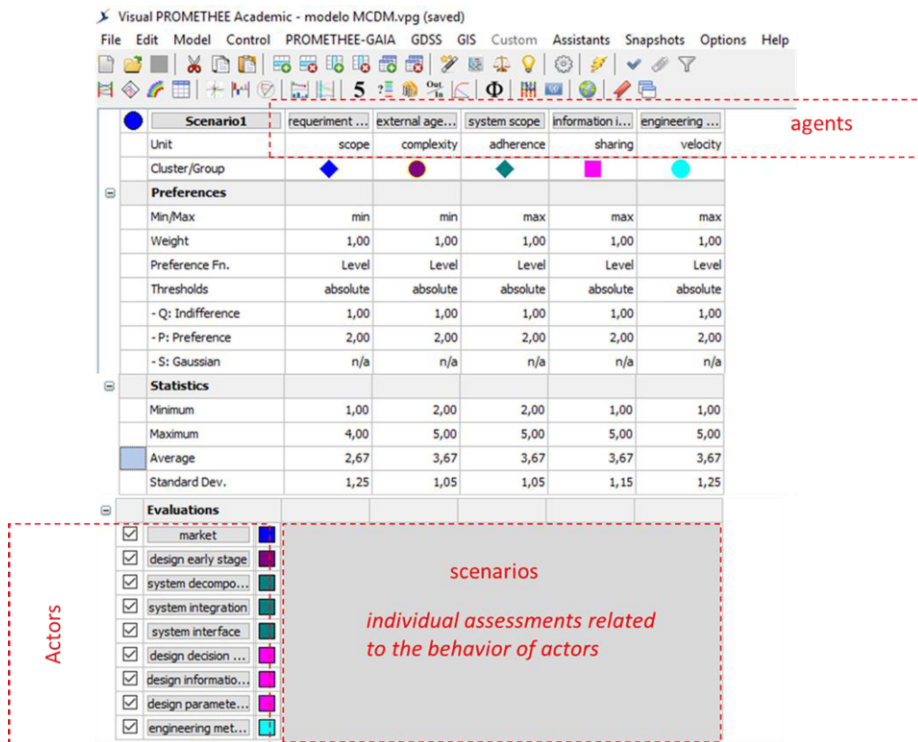 Visual PROMETHEE Academic - modelo MCDM.vpg (saved)
File Edit Model Control PROMETHEE-GAIA GDSS GIS Custom Assistants Snapshots Options Help
5 Φ
Scenario1 requeriment ... external age... system scope information i... engineering ... agents
Unit scope complexity adherence sharing velocity
Cluster/Group
Preferences
Min/Max min min max max max
Weight 1,00 1,00 1,00 1,00 1,00
Preference Fn. Level Level Level Level Level
Thresholds absolute absolute absolute absolute absolute
- Q: Indifference 1,00 1,00 1,00 1,00 1,00
- P: Preference 2,00 2,00 2,00 2,00 2,00
- S: Gaussian n/a n/a n/a n/a n/a
Statistics
Minimum 1,00 2,00 2,00 1,00 1,00
Maximum 4,00 5,00 5,00 5,00 5,00
Average 2,67 3,67 3,67 3,67 3,67
Standard Dev. 1,25 1,05 1,05 1,15 1,25
Evaluations
Actors
market
design early stage
system decompo...
system integration
system interface
design decision ...
design informatio...
design paramete...
engineering met...
scenarios
individual assessments related
to the behavior of actors